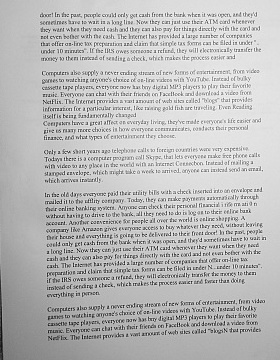 door! In the past, people could only get cash from the bank when it was open, and they'd
sometimes have to wait in a long line. Now they can just use their ATM card whenever
they want when they need cash and they can also pay for things directly with the card and
not even bother with the cash. The Internet has provided a large number of companies
that offer on-line tax preparation and claim that simple tax forms can be filed in under "..
under 10 minutes". If the IRS owes someone a refund, they will electronically transfer the
money to them instead of sending a check, which makes the process easier and
Computers also supply a never ending stream of new forms of entertainment, from video
games to watching anyone's choice of on-line videos with YouTube. Instead of bulky
cassette tape players, everyone now has tiny digital MP3 players to play their favorite
music. Everyone can chat with their friends on FaceBook and download a video from
NetFlix. The Internet provides a vast amount of web sites called "blogs" that provides
information for a particular interest, like raising gold fish are traveling. Even Reading
itself is being fundamentally changed
Computers have a great affect on everyday living, they've made everyone's life easier and
give us many more choices in how everyone communicates, conducts their personal
finance, and what types of entertainment they choose.
Only a few short years ago telephone calls to foreign countries were very expensive.
Todays there is a computer program call Skype, that lets everyone make free phone calls
with video to any place in the world with an Internet Connection. Instead of mailing a
stamped envelope, which might take a week to arrived, anyone can instead send an email,
which arrives instantly.
In the old days everyone paid their utility bills with a check inserted into an envelope and
mailed it to the utility company. Today, they can make payments automatically through
their online banking system. Anyone can check their personal financial
without having to drive to the bank, all they need to do is log on to their online bank
account. Another convenience for people all over the world is online shopping. A
company like Amazon gives everyone access to buy whatever they need, without leaving
their house and everything is going to be delivered to their front door! In the past, people
could only get cash from the bank when it was open, and they'd sometimes have to wait in
a long line. Now they can just use their ATM card whenever they want when they need
cash and they can also pay for things directly with the card and not even bother with the
cash. The Internet has provided a large number of companies that offer on-line tax
preparation and claim that simple tax forms can be filed in under "under 10 minutes".
If the IRS owes someone a refund, they will electronically transfer the money to them
instead of sending a check, which makes the process easier and faster than doing
everything in person.
Computers also supply a never ending stream of new forms of entertainment, from video
games to watching anyone's choice of on-line videos with YouTube. Instead of bulky
cassette tape players, everyone now has tiny digital MP3 players to play their favorite
music. Everyone can chat with their friends on FaceBook and download a video from
NetFlix. The Internet provides a vast amount of web sites called "blogs" that provides